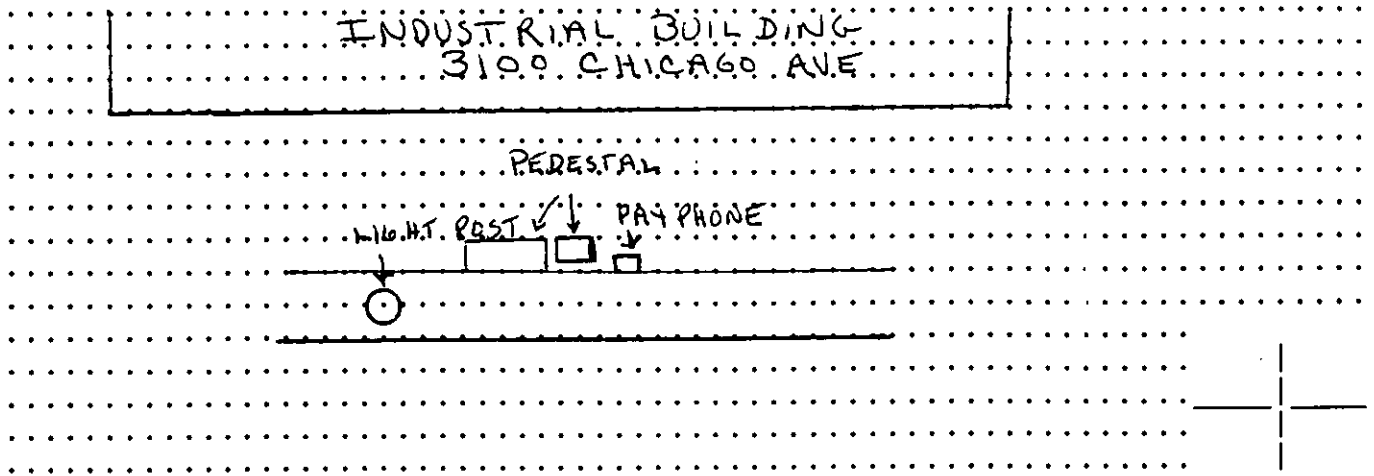 INDUSTRIAL BUILDING
3100 CHICAGO AVE
PEDESTAL
LIGHT POST
PAY PHONE